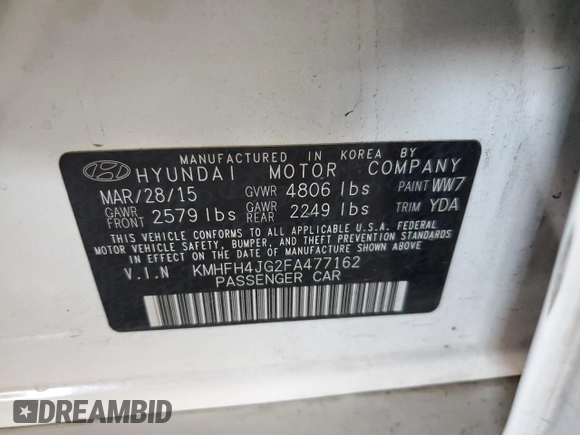 MANUFACTURED IN KOREA BY
HYUNDAI MOTOR COMPANY
MAR/28/15 GVWR 4806 lbs PAINT WW7
GAWR FRONT 2579 lbs GAWR REAR 2249 lbs TRIM YDA
THIS VEHICLE CONFORMS TO ALL APPLICABLE U.S.A. FEDERAL
MOTOR VEHICLE SAFETY, BUMPER, AND THEFT PREVENTION STANDARDS
IN EFFECT ON THE DATE OF MANUFACTURE SHOWN ABOVE.
V.I.N KMHFH4JG2FA477162
PASSENGER CAR
DREAMBID